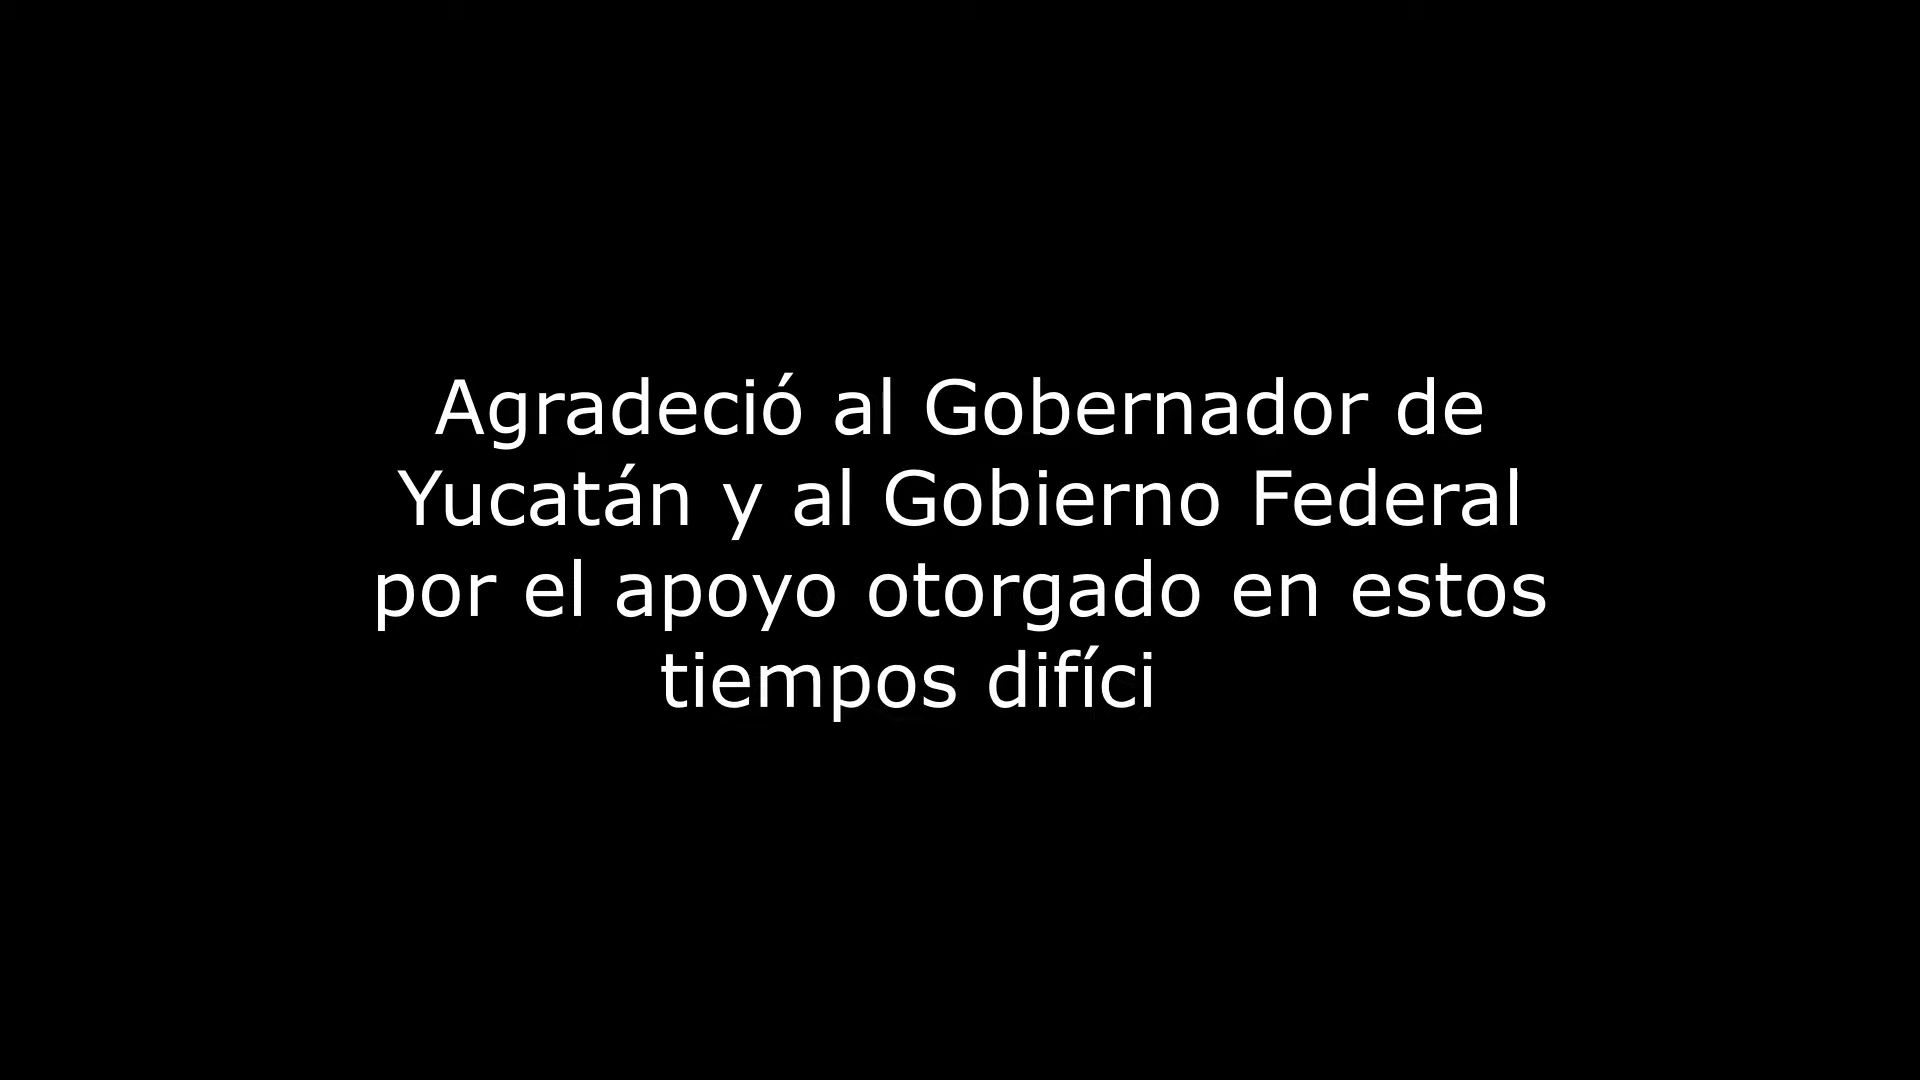 Agradeció al Gobernador de
Yucatán y al Gobierno Federal
por el apoyo otorgado en estos
tiempos difíci